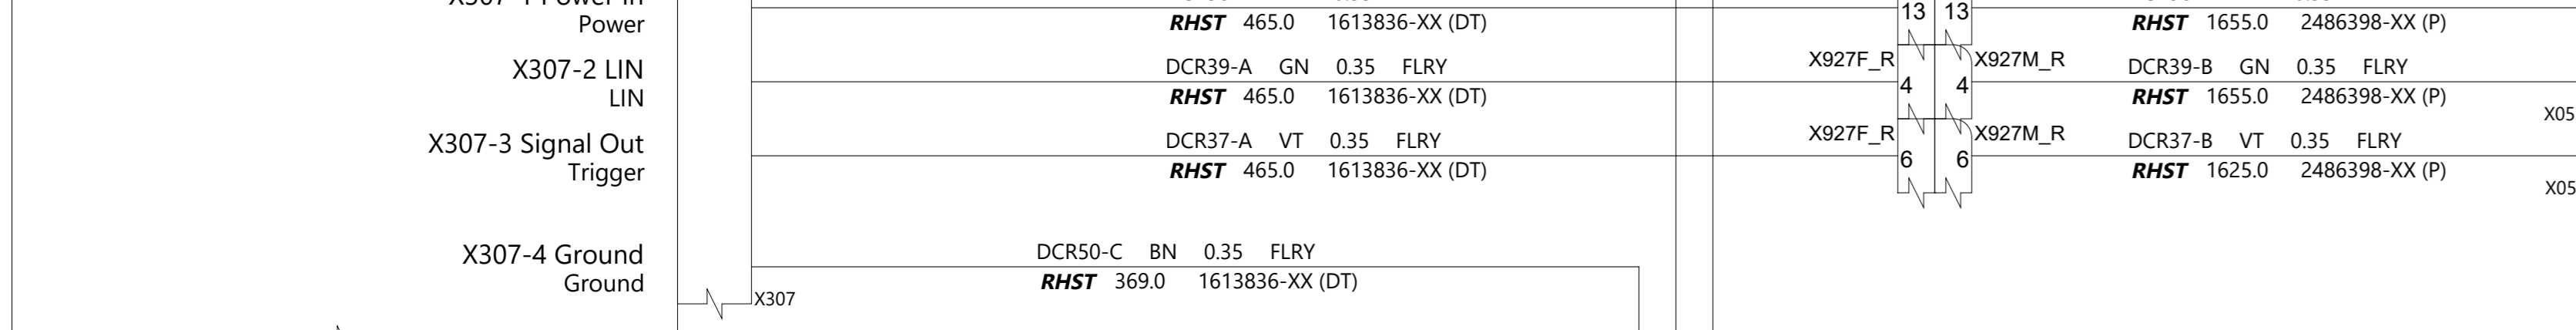 Power
RHST 465.0 1613836-XX (DT)
13 13
RHST 1655.0 2486398-XX (P)
X307-2 LIN
LIN
DCR39-A GN 0.35 FLRY
RHST 465.0 1613836-XX (DT)
X927F_R
4 4
X927M_R
DCR39-B GN 0.35 FLRY
RHST 1655.0 2486398-XX (P)
X05
X307-3 Signal Out
Trigger
DCR37-A VT 0.35 FLRY
RHST 465.0 1613836-XX (DT)
X927F_R
6 6
X927M_R
DCR37-B VT 0.35 FLRY
RHST 1625.0 2486398-XX (P)
X05
X307-4 Ground
Ground
DCR50-C BN 0.35 FLRY
RHST 369.0 1613836-XX (DT)
X307